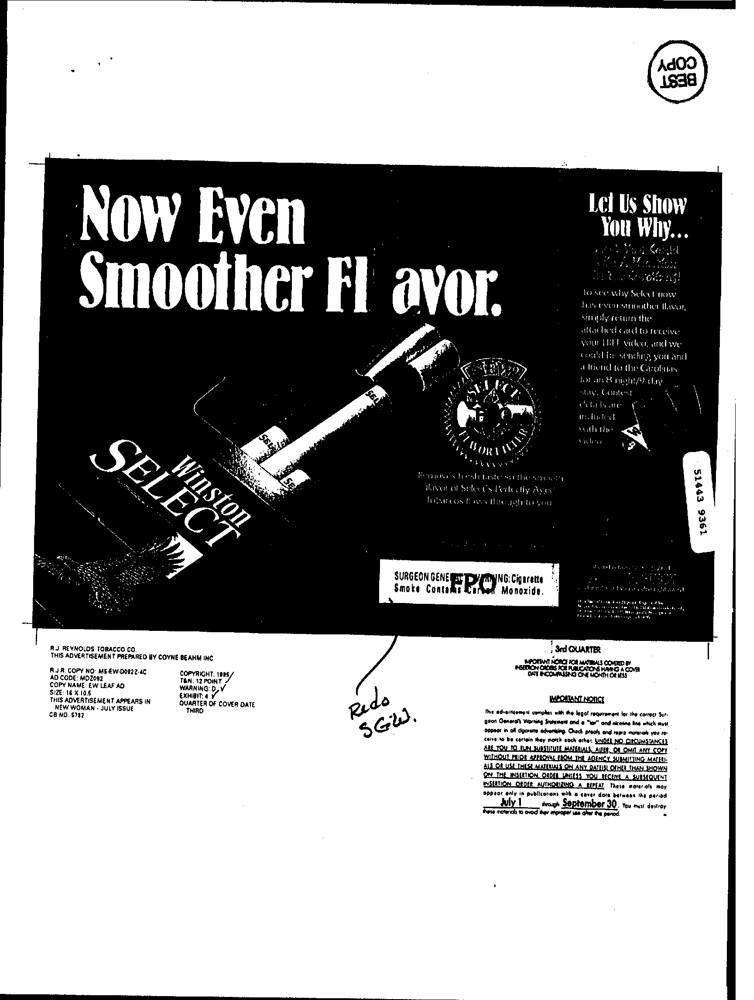 BEST
COPY
Now Even
Smoother Fl avor.
Let Us Show
You Why...
to see why Select now
has even smoother flavor,
simply return the
attached card to receive
your FREE video, and we
could be sending you and
a friend to the Carolinas
for an 8 night/9 day
stay. Contest
details are
included
with the
video.
NEW
SELECT
FLAVOR FILTER
Removes harsh taste so the smooth
flavor of Select's Perfectly Aged
Tobaccos flows through to you
Winston
SELECT
51443 9361
SURGEON GENERAL'S WARNING: Cigarette
Smoke Contains Carbon Monoxide.
FPO
R.J. REYNOLDS TOBACCO CO.
THIS ADVERTISEMENT PREPARED BY COYNE BEAHM INC
R.J.R. COPY NO: MS-EW-D0922-4C
AD CODE: MD2092
COPY NAME: EW LEAF AD
SIZE: 16 X 10.5
THIS ADVERTISEMENT APPEARS IN
NEW WOMAN - JULY ISSUE
CB NO: 5792
COPYRIGHT: 1995
T&N: 12 POINT
WARNING: D
EXHIBIT: 4
QUARTER OF COVER DATE
THIRD
Redo
SGW.
3rd QUARTER
IMPORTANT NOTICE FOR MATERIALS COVERED BY
INSERTION ORDERS FOR PUBLICATIONS HAVING A COVER
DATE INCOMPASSING ONE MONTH OR LESS
IMPORTANT NOTICE
This advertisement complies with the legal requirement for the correct Sur-
geon General's Warning Statement and a "tar" and nicotine line which must
appear in all cigarette advertising. Check proofs and repro materials you re-
ceive to be certain they match each other. UNDER NO CIRCUMSTANCES
ARE YOU TO RUN SUBSTITUTE MATERIALS, ALTER, OR OMIT ANY COPY
WITHOUT PRIOR APPROVAL FROM THE AGENCY SUBMITTING MATERI-
ALS OR USE THESE MATERIALS ON ANY DATE(S) OTHER THAN SHOWN
ON THE INSERTION ORDER UNLESS YOU RECEIVE A SUBSEQUENT
INSERTION ORDER AUTHORIZING A REPEAT. These materials may
appear only in publications with a cover date between the period
July 1 through September 30. You must destroy
these materials to avoid their improper use after the period.